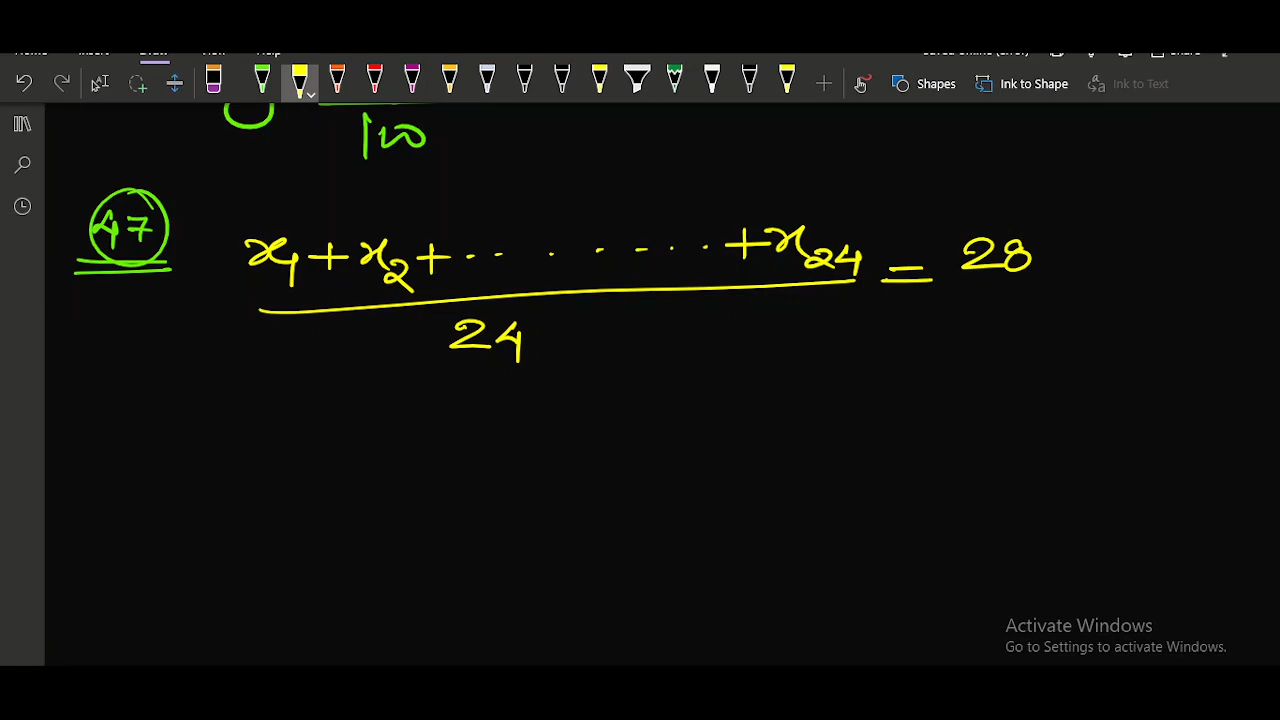 Shapes Ink to Shape Ink to Text
100
47
x₁+x₂+.. . . - . . . +x₂₄ = 28
24
Activate Windows
Go to Settings to activate Windows.